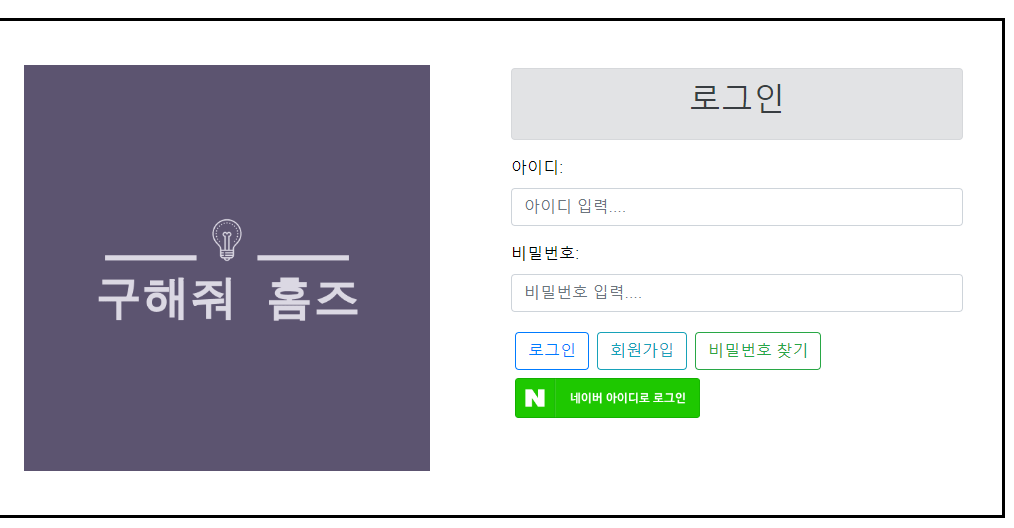 구해줘 홈즈
로그인
아이디:
아이디 입력....
비밀번호:
비밀번호 입력....
로그인 회원가입 비밀번호 찾기
N 네이버 아이디로 로그인